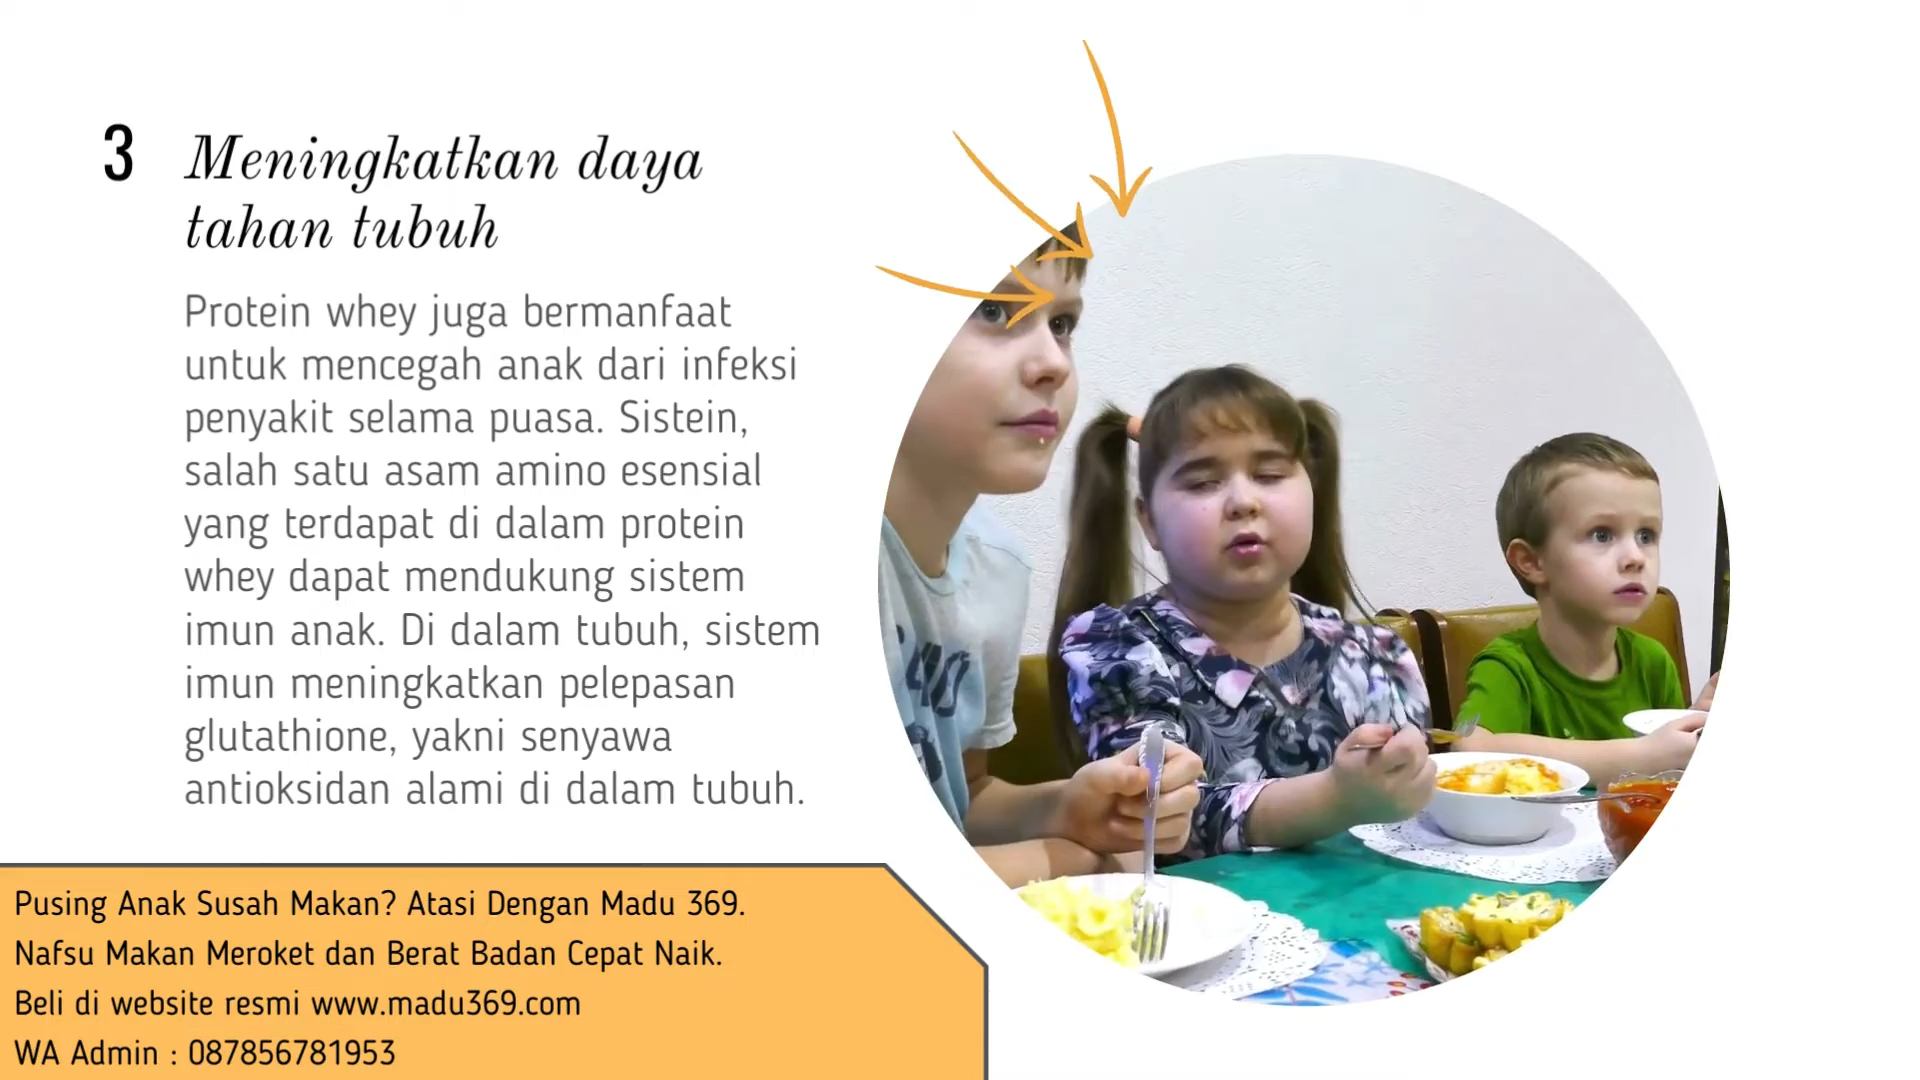 3 Meningkatkan daya
tahan tubuh
Protein whey juga bermanfaat
untuk mencegah anak dari infeksi
penyakit selama puasa. Sistein,
salah satu asam amino esensial
yang terdapat di dalam protein
whey dapat mendukung sistem
imun anak. Di dalam tubuh, sistem
imun meningkatkan pelepasan
glutathione, yakni senyawa
antioksidan alami di dalam tubuh.
Pusing Anak Susah Makan? Atasi Dengan Madu 369.
Nafsu Makan Meroket dan Berat Badan Cepat Naik.
Beli di website resmi www.madu369.com
WA Admin : 087856781953